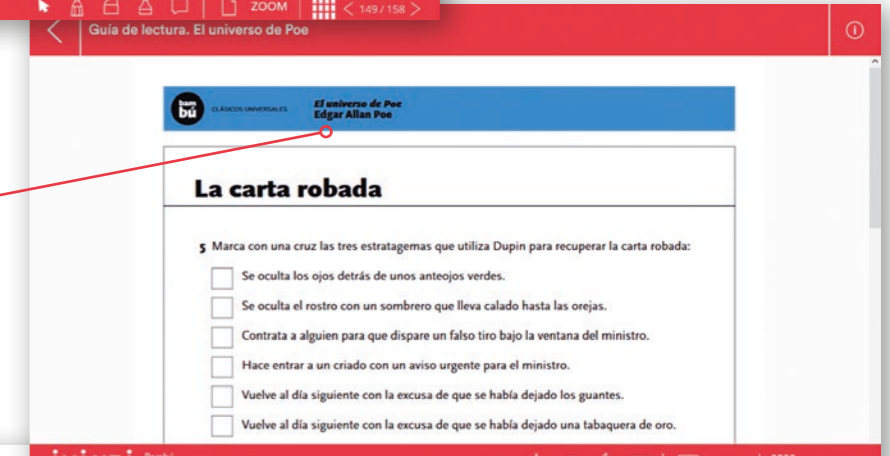 ZOOM
149/158
Guía de lectura. El universo de Poe
bam
bú
CLÁSICOS UNIVERSALES
El universo de Poe
Edgar Allan Poe
La carta robada
5 Marca con una cruz las tres estratagemas que utiliza Dupin para recuperar la carta robada:
Se oculta los ojos detrás de unos anteojos verdes.
Se oculta el rostro con un sombrero que lleva calado hasta las orejas.
Contrata a alguien para que dispare un falso tiro bajo la ventana del ministro.
Hace entrar a un criado con un aviso urgente para el ministro.
Vuelve al día siguiente con la excusa de que se había dejado los guantes.
Vuelve al día siguiente con la excusa de que se había dejado una tabaquera de oro.